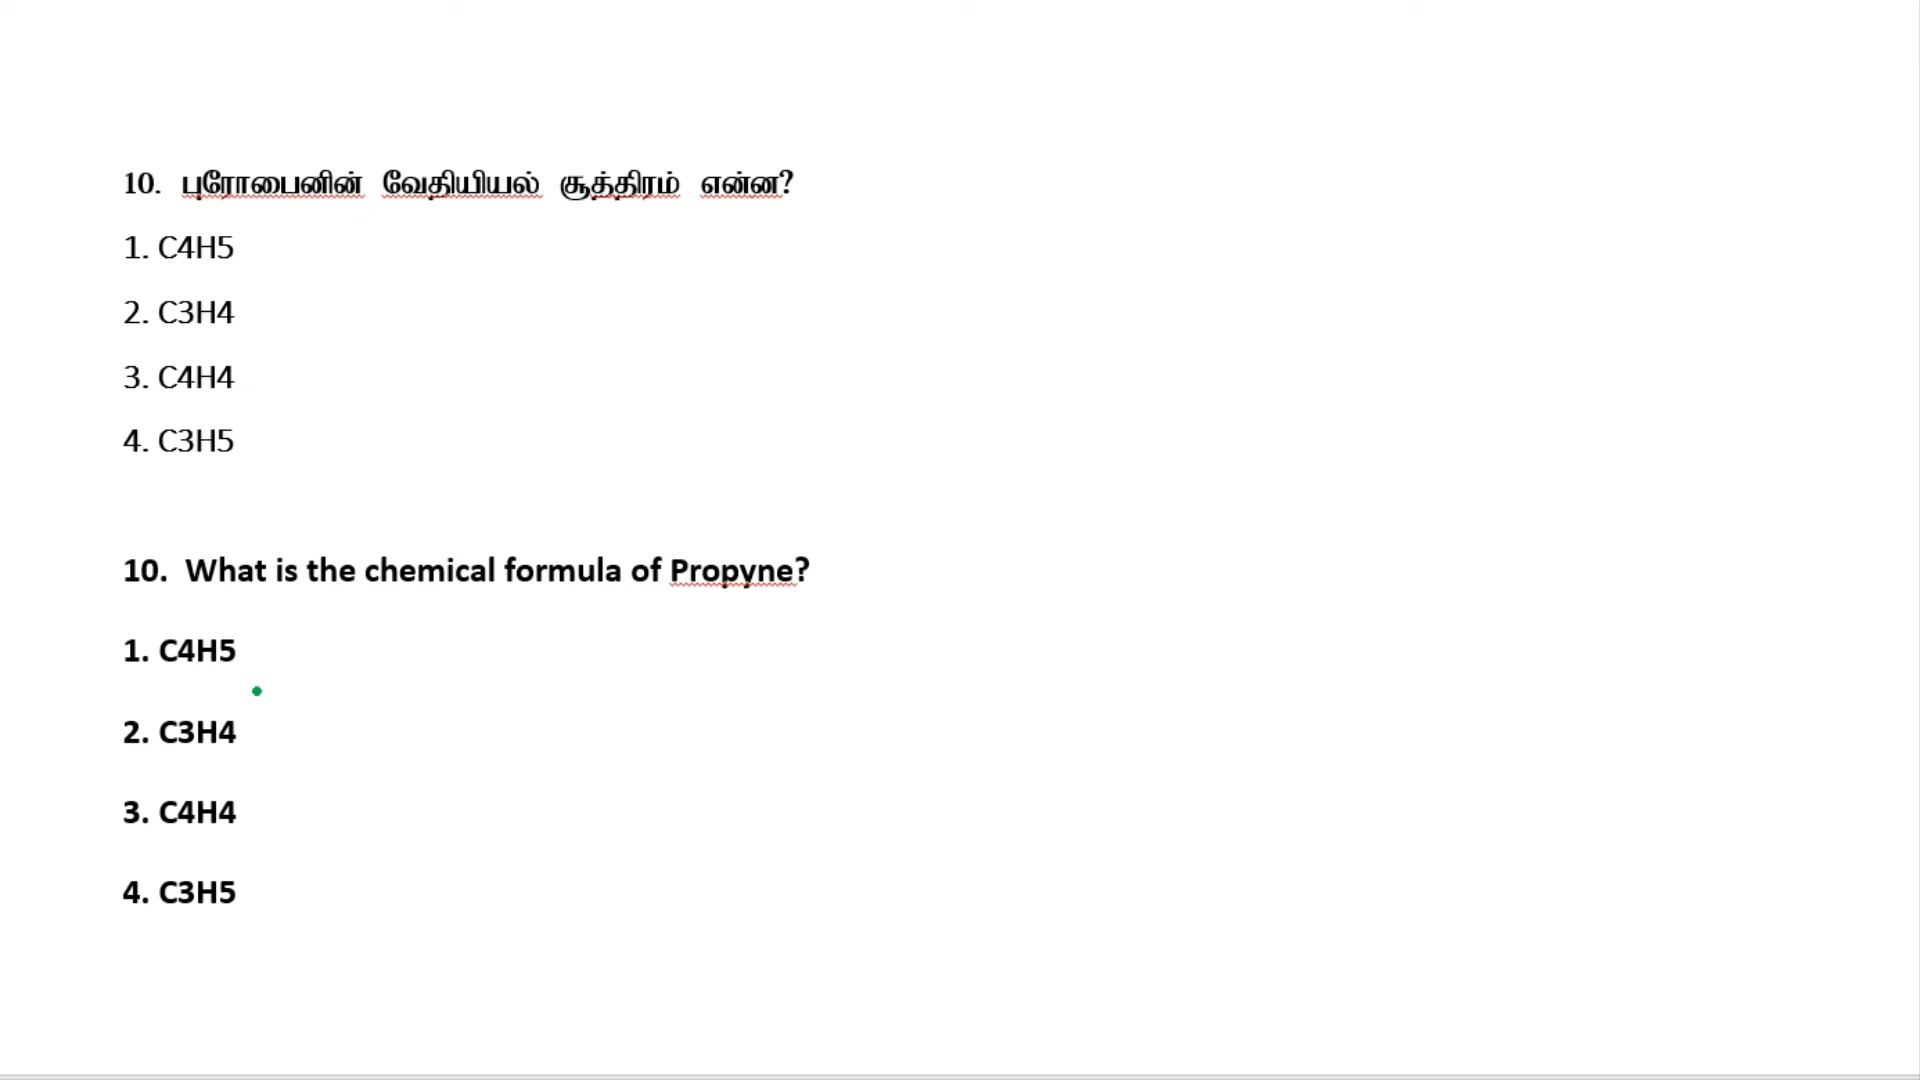 10. புரோபைனின் வேதியியல் சூத்திரம் என்ன?
1. C4H5
2. C3H4
3. C4H4
4. C3H5
10. What is the chemical formula of Propyne?
1. C4H5
2. C3H4
3. C4H4
4. C3H5